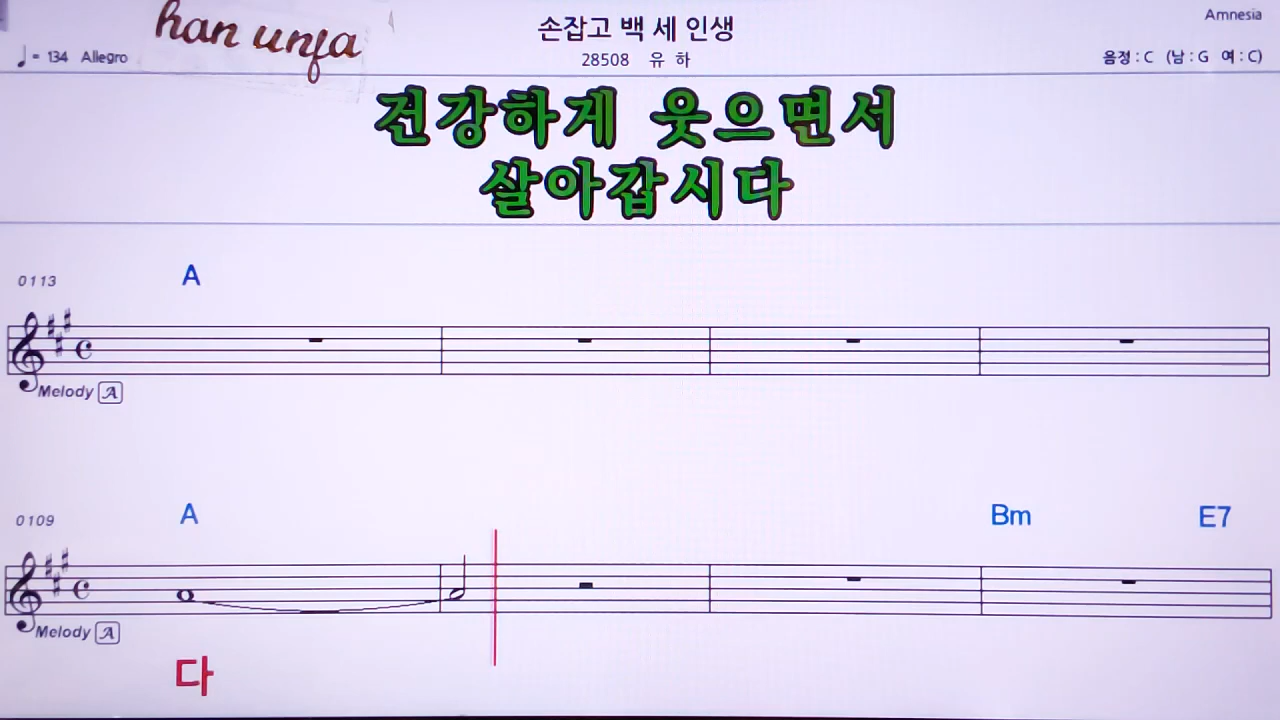 Amnesia
han unfa
손잡고 백 세 인생
♩ = 134 Allegro
28508 유 하
음정 : C (남 : G 여 : C)
건강하게 웃으면서
살아갑시다
0113
A
Melody A
0109
A Bm E7
Melody A
다